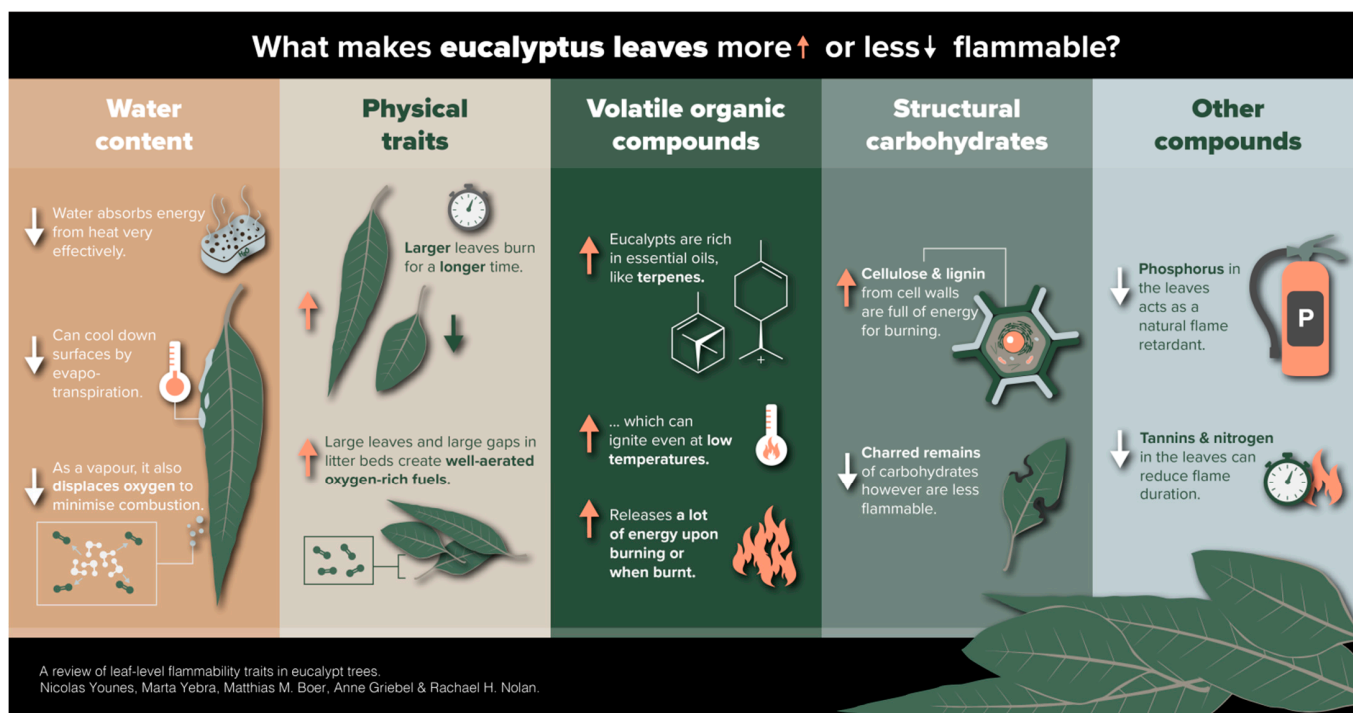 What makes eucalyptus leaves more↑ or less↓ flammable?
Water
content
Water absorbs energy
from heat very
effectively.
H₂O
Can cool down
surfaces by
evapo-
transpiration.
As a vapour, it also
displaces oxygen to
minimise combustion.
Physical
traits
Larger leaves burn
for a longer time.
Large leaves and large gaps in
litter beds create well-aerated
oxygen-rich fuels.
Volatile organic
compounds
Eucalypts are rich
in essential oils,
like terpenes.
+
... which can
ignite even at low
temperatures.
Releases a lot
of energy upon
burning or
when burnt.
Structural
carbohydrates
Cellulose & lignin
from cell walls
are full of energy
for burning.
Charred remains
of carbohydrates
however are less
flammable.
Other
compounds
Phosphorus in
the leaves
acts as a
natural flame
retardant.
P
Tannins & nitrogen
in the leaves can
reduce flame
duration.
A review of leaf-level flammability traits in eucalypt trees.
Nicolas Younes, Marta Yebra, Matthias M. Boer, Anne Griebel & Rachael H. Nolan.